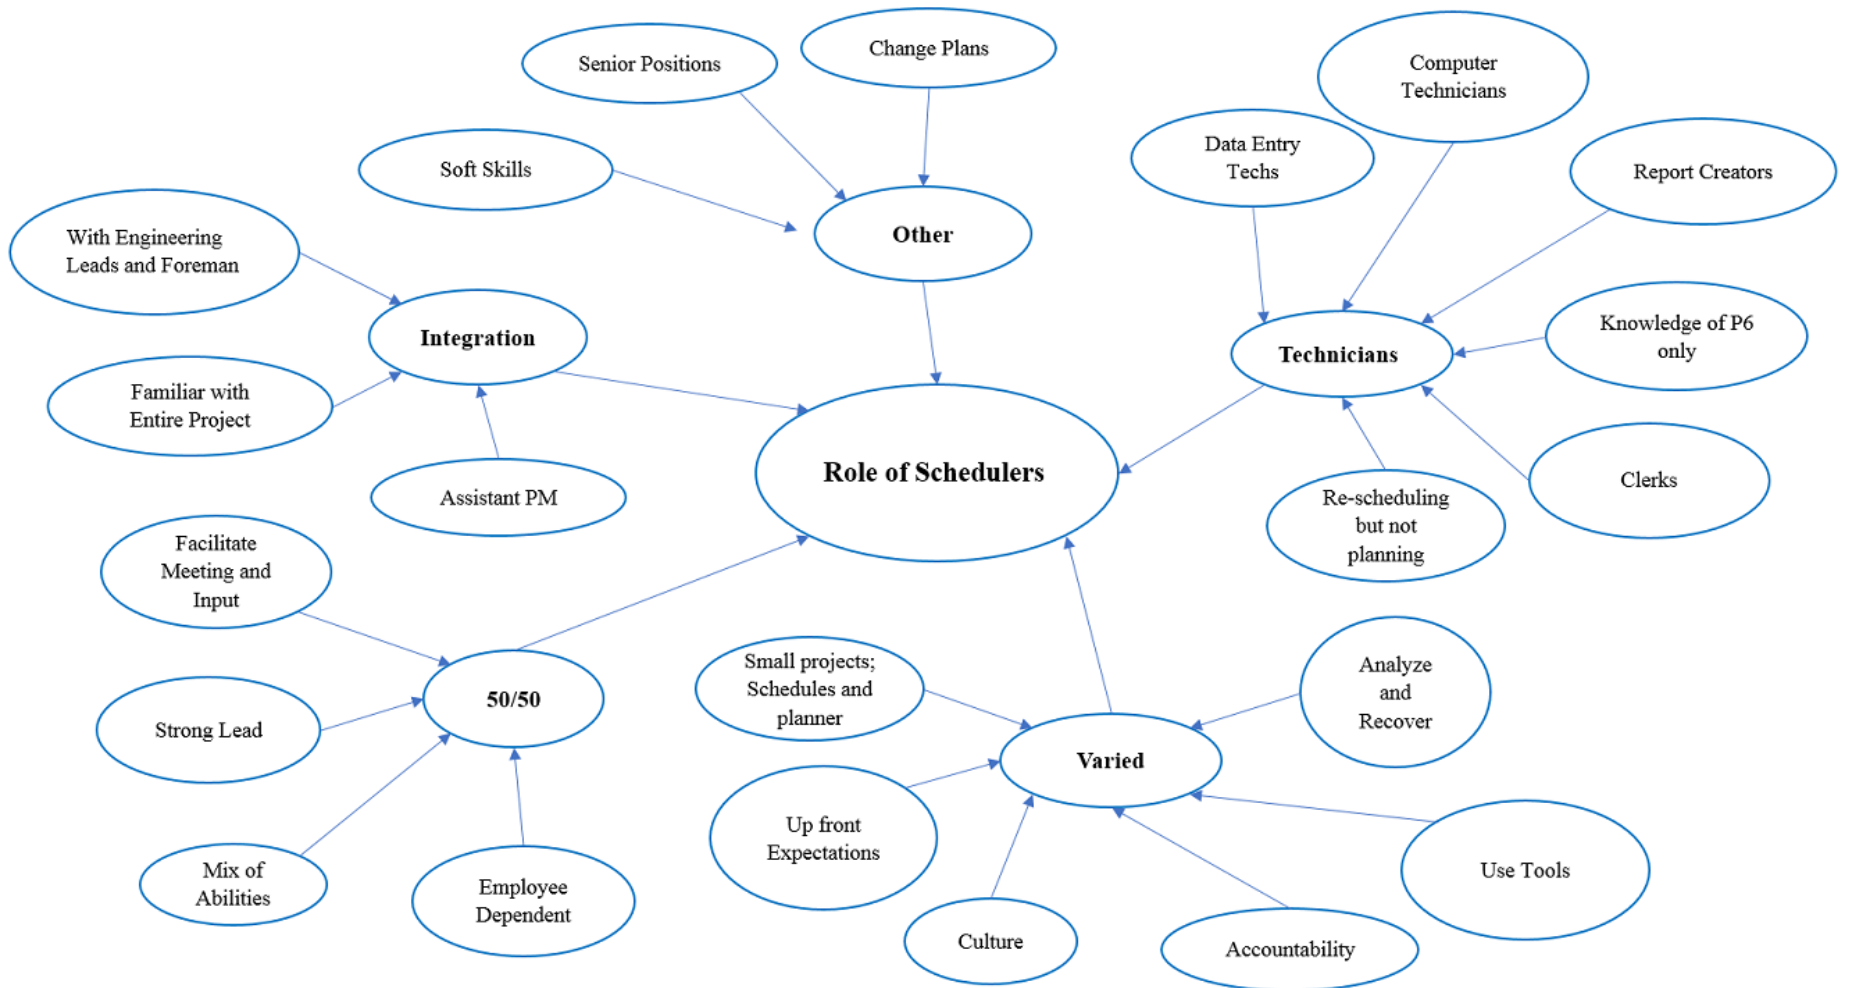 Senior Positions
Change Plans
Computer
Technicians
Data Entry
Techs
Report Creators
Soft Skills
With Engineering
Leads and Foreman
Other
Integration
Technicians
Knowledge of P6
only
Familiar with
Entire Project
Role of Schedulers
Assistant PM
Clerks
Re-scheduling
but not
planning
Facilitate
Meeting and
Input
50/50
Strong Lead
Mix of
Abilities
Employee
Dependent
Small projects;
Schedules and
planner
Analyze
and
Recover
Varied
Up front
Expectations
Use Tools
Culture
Accountability